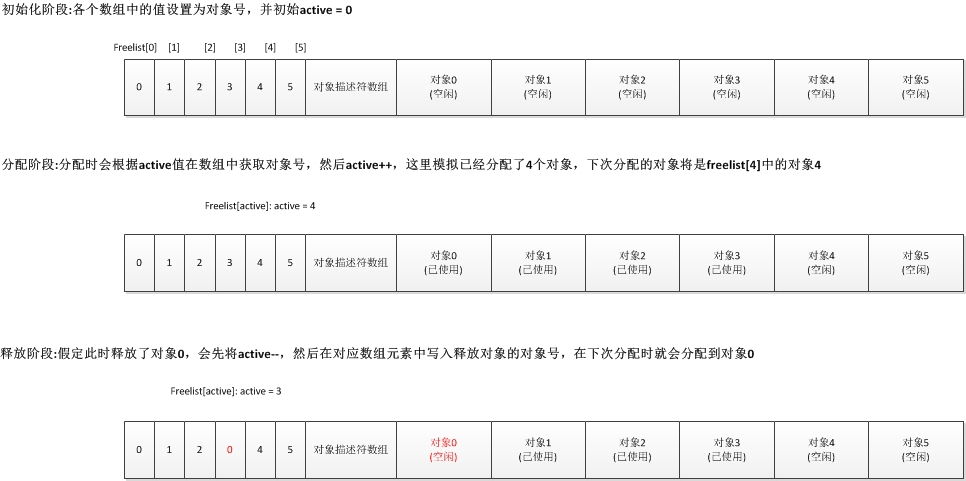 初始化阶段:各个数组中的值设置为对象号，并初始active = 0
Freelist[0] [1] [2] [3] [4] [5]
0 1 2 3 4 5 对象描述符数组 对象0 对象1 对象2 对象3 对象4 对象5
(空闲) (空闲) (空闲) (空闲) (空闲) (空闲)
分配阶段:分配时会根据active值在数组中获取对象号，然后active++，这里模拟已经分配了4个对象，下次分配的对象将是freelist[4]中的对象4
Freelist[active]: active = 4
0 1 2 3 4 5 对象描述符数组 对象0 对象1 对象2 对象3 对象4 对象5
(已使用) (已使用) (已使用) (已使用) (空闲) (空闲)
释放阶段:假定此时释放了对象0，会先将active--，然后在对应数组元素中写入释放对象的对象号，在下次分配时就会分配到对象0
Freelist[active]: active = 3
0 1 2 0 4 5 对象描述符数组 对象0 对象1 对象2 对象3 对象4 对象5
(空闲) (已使用) (已使用) (已使用) (空闲) (空闲)